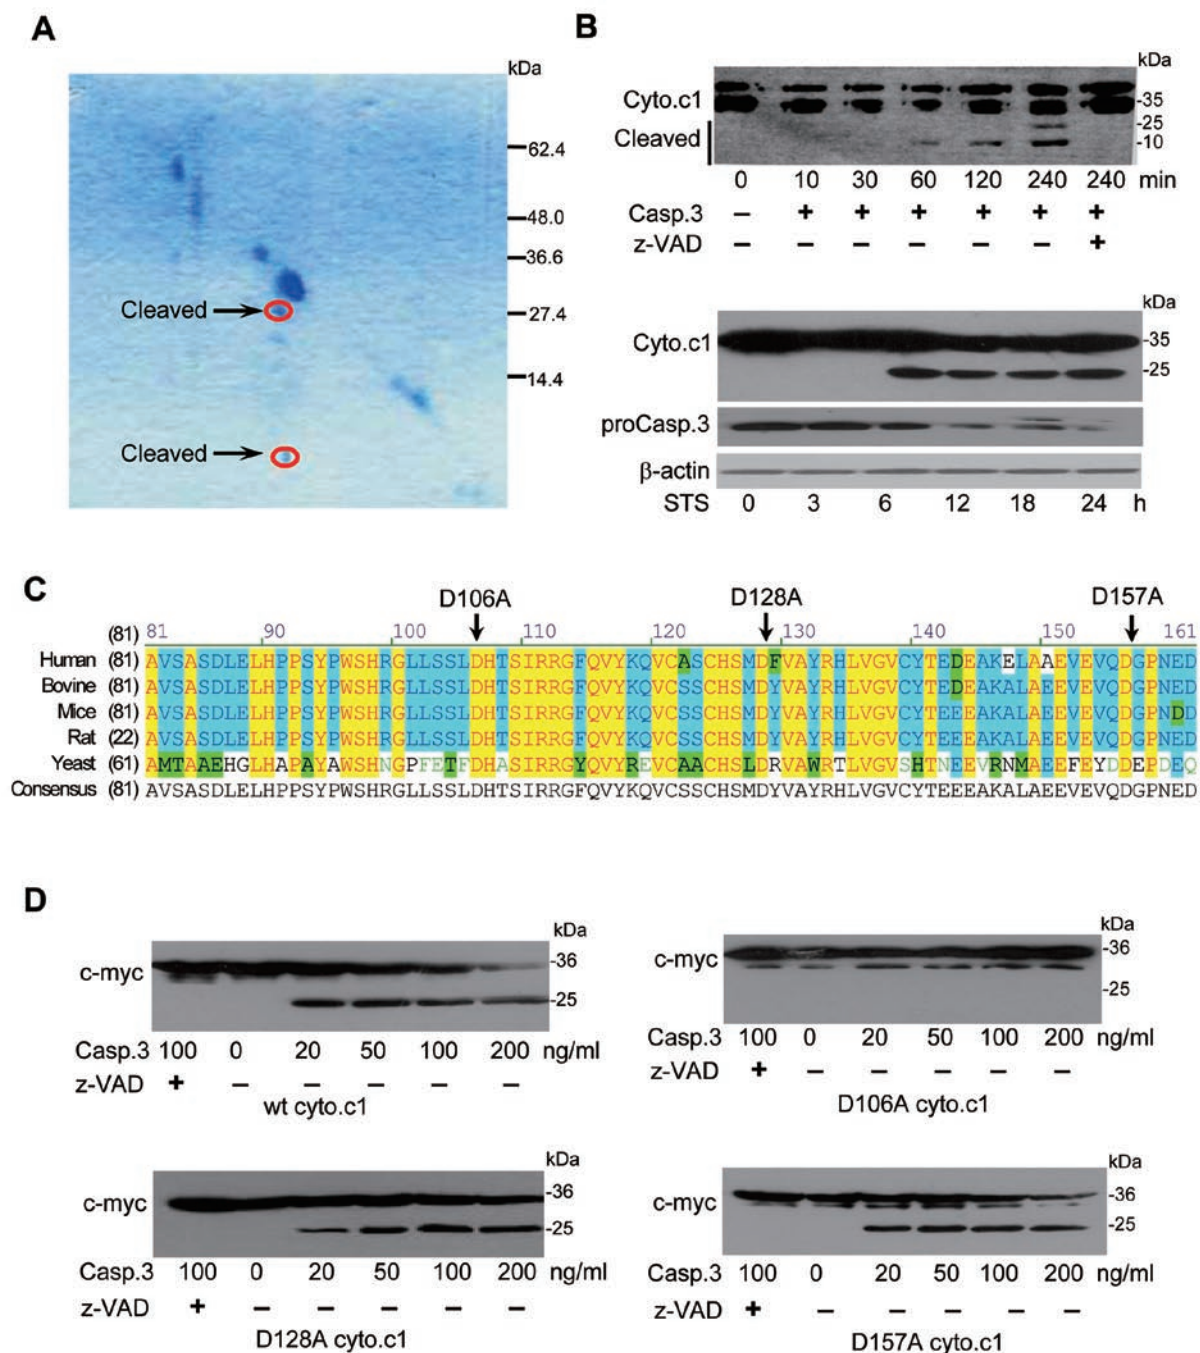 A
kDa
62.4
48.0
36.6
Cleaved
27.4
14.4
Cleaved
B
kDa
Cyto.c1
-35
-25
Cleaved
-10
0 10 30 60 120 240 240 min
Casp.3 – + + + + + +
z-VAD – – – – – – +
kDa
Cyto.c1
-35
-25
proCasp.3
β-actin
STS 0 3 6 12 18 24 h
C
D106A D128A D157A
(81) 81 90 100 110 120 130 140 150 161
Human (81) AVSASDLELHPPSYPWSHRGLLSSLDHTSIRRGFQVYKQVCASCHSMDFVAYRHLVGVCYTEDEAKELAAEVEVQDGPNED
Bovine (81) AVSASDLELHPPSYPWSHRGLLSSLDHTSIRRGFQVYKQVCSSCHSMDYVAYRHLVGVCYTEDEAKALAEEVEVQDGPNED
Mice (81) AVSASDLELHPPSYPWSHRGLLSSLDHTSIRRGFQVYKQVCSSCHSMDYVAYRHLVGVCYTEEEAKALAEEVEVQDGPNDD
Rat (22) AVSASDLELHPPSYPWSHRGLLSSLDHTSIRRGFQVYKQVCSSCHSMDYVAYRHLVGVCYTEEEAKALAEEVEVQDGPNED
Yeast (61) AMTAAEHGLHAPAYAWSHNGPFETFDHASIRRGYQVYREVCAACHSLDRVAWRTLVGVSHTNEEVRNMAEEFEYDDEPDEQ
Consensus (81) AVSASDLELHPPSYPWSHRGLLSSLDHTSIRRGFQVYKQVCSSCHSMDYVAYRHLVGVCYTEEEAKALAEEVEVQDGPNED
D
kDa
c-myc
-36
-25
Casp.3 100 0 20 50 100 200 ng/ml
z-VAD + – – – – –
wt cyto.c1
kDa
c-myc
-36
-25
Casp.3 100 0 20 50 100 200 ng/ml
z-VAD + – – – – –
D106A cyto.c1
kDa
c-myc
-36
-25
Casp.3 100 0 20 50 100 200 ng/ml
z-VAD + – – – – –
D128A cyto.c1
kDa
c-myc
-36
-25
Casp.3 100 0 20 50 100 200 ng/ml
z-VAD + – – – – –
D157A cyto.c1